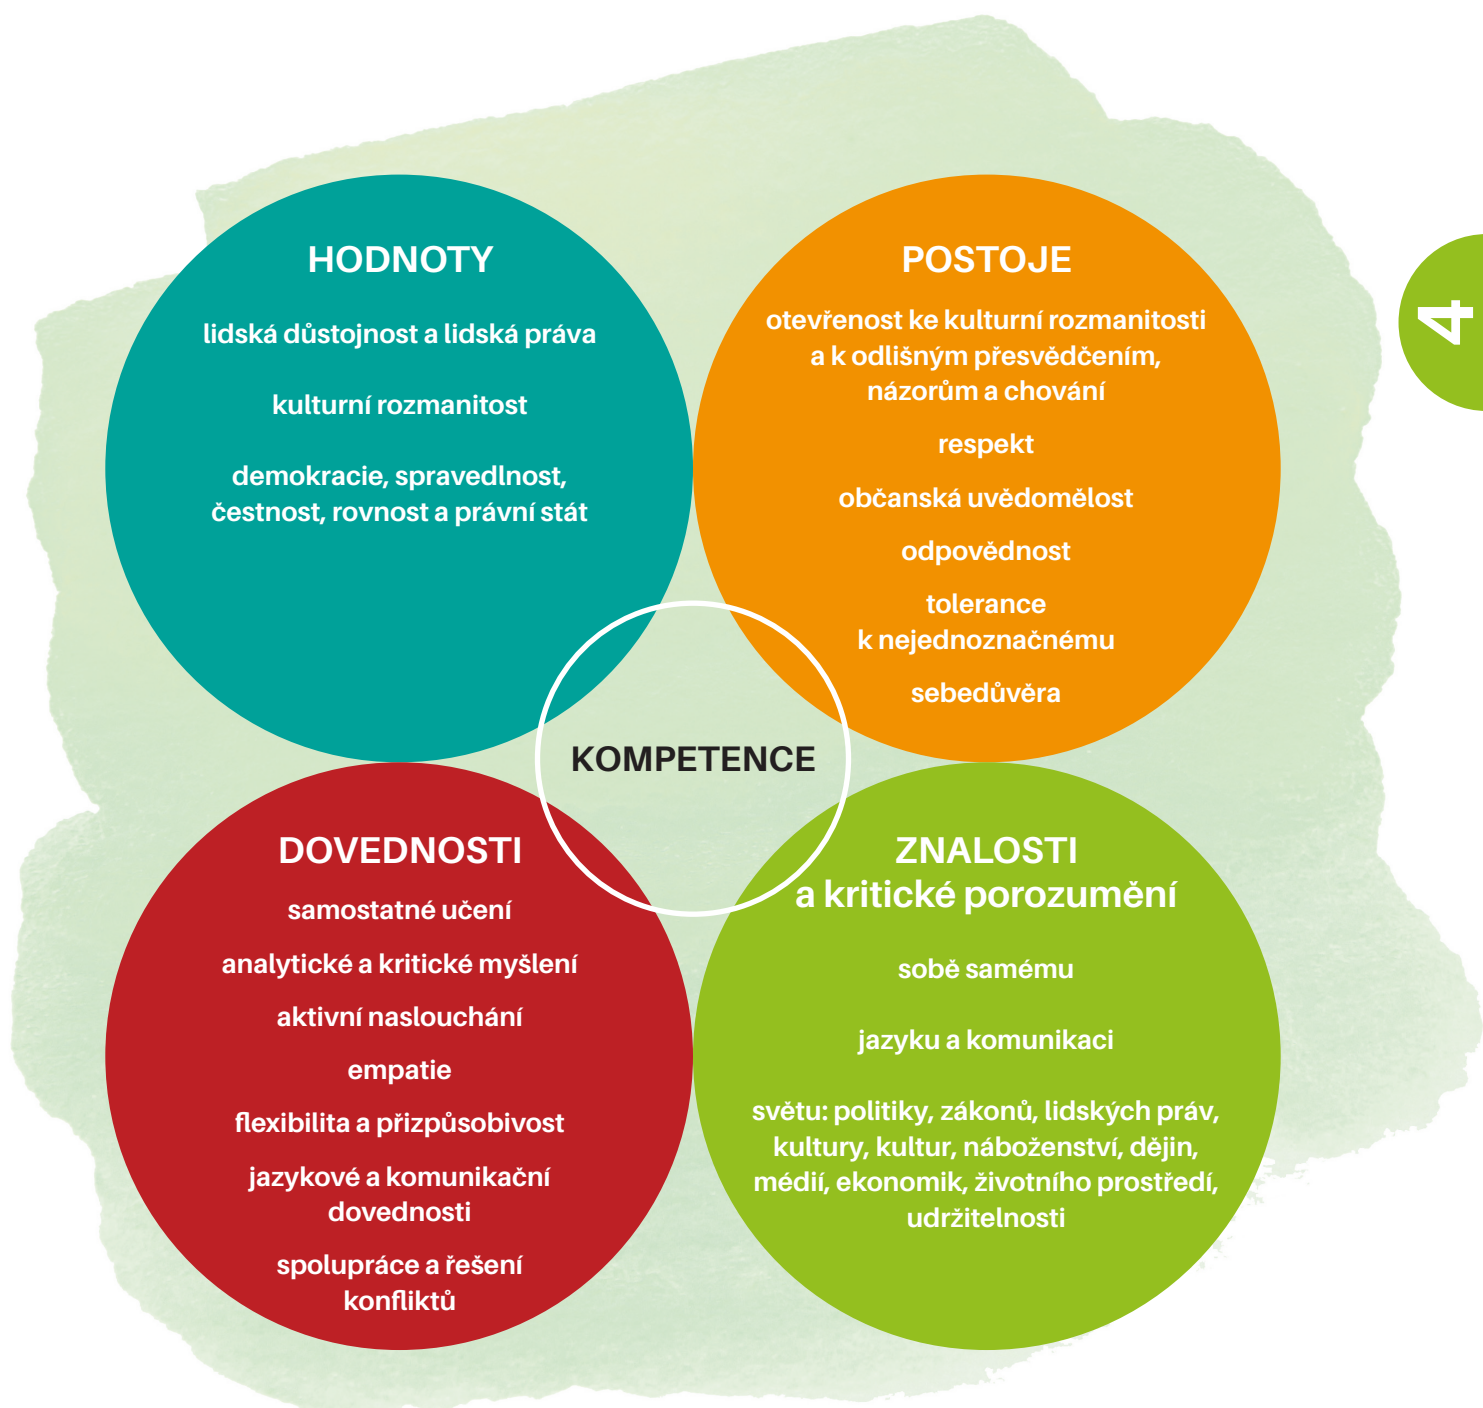 HODNOTY
lidská důstojnost a lidská práva
kulturní rozmanitost
demokracie, spravedlnost,
čestnost, rovnost a právní stát
POSTOJE
otevřenost ke kulturní rozmanitosti
a k odlišným přesvědčením,
názorům a chování
respekt
občanská uvědomělost
odpovědnost
tolerance
k nejednoznačnému
sebedůvěra
4
KOMPETENCE
DOVEDNOSTI
samostatné učení
analytické a kritické myšlení
aktivní naslouchání
empatie
flexibilita a přizpůsobivost
jazykové a komunikační
dovednosti
spolupráce a řešení
konfliktů
ZNALOSTI
a kritické porozumění
sobě samému
jazyku a komunikaci
světu: politiky, zákonů, lidských práv,
kultury, kultur, náboženství, dějin,
médií, ekonomik, životního prostředí,
udržitelnosti